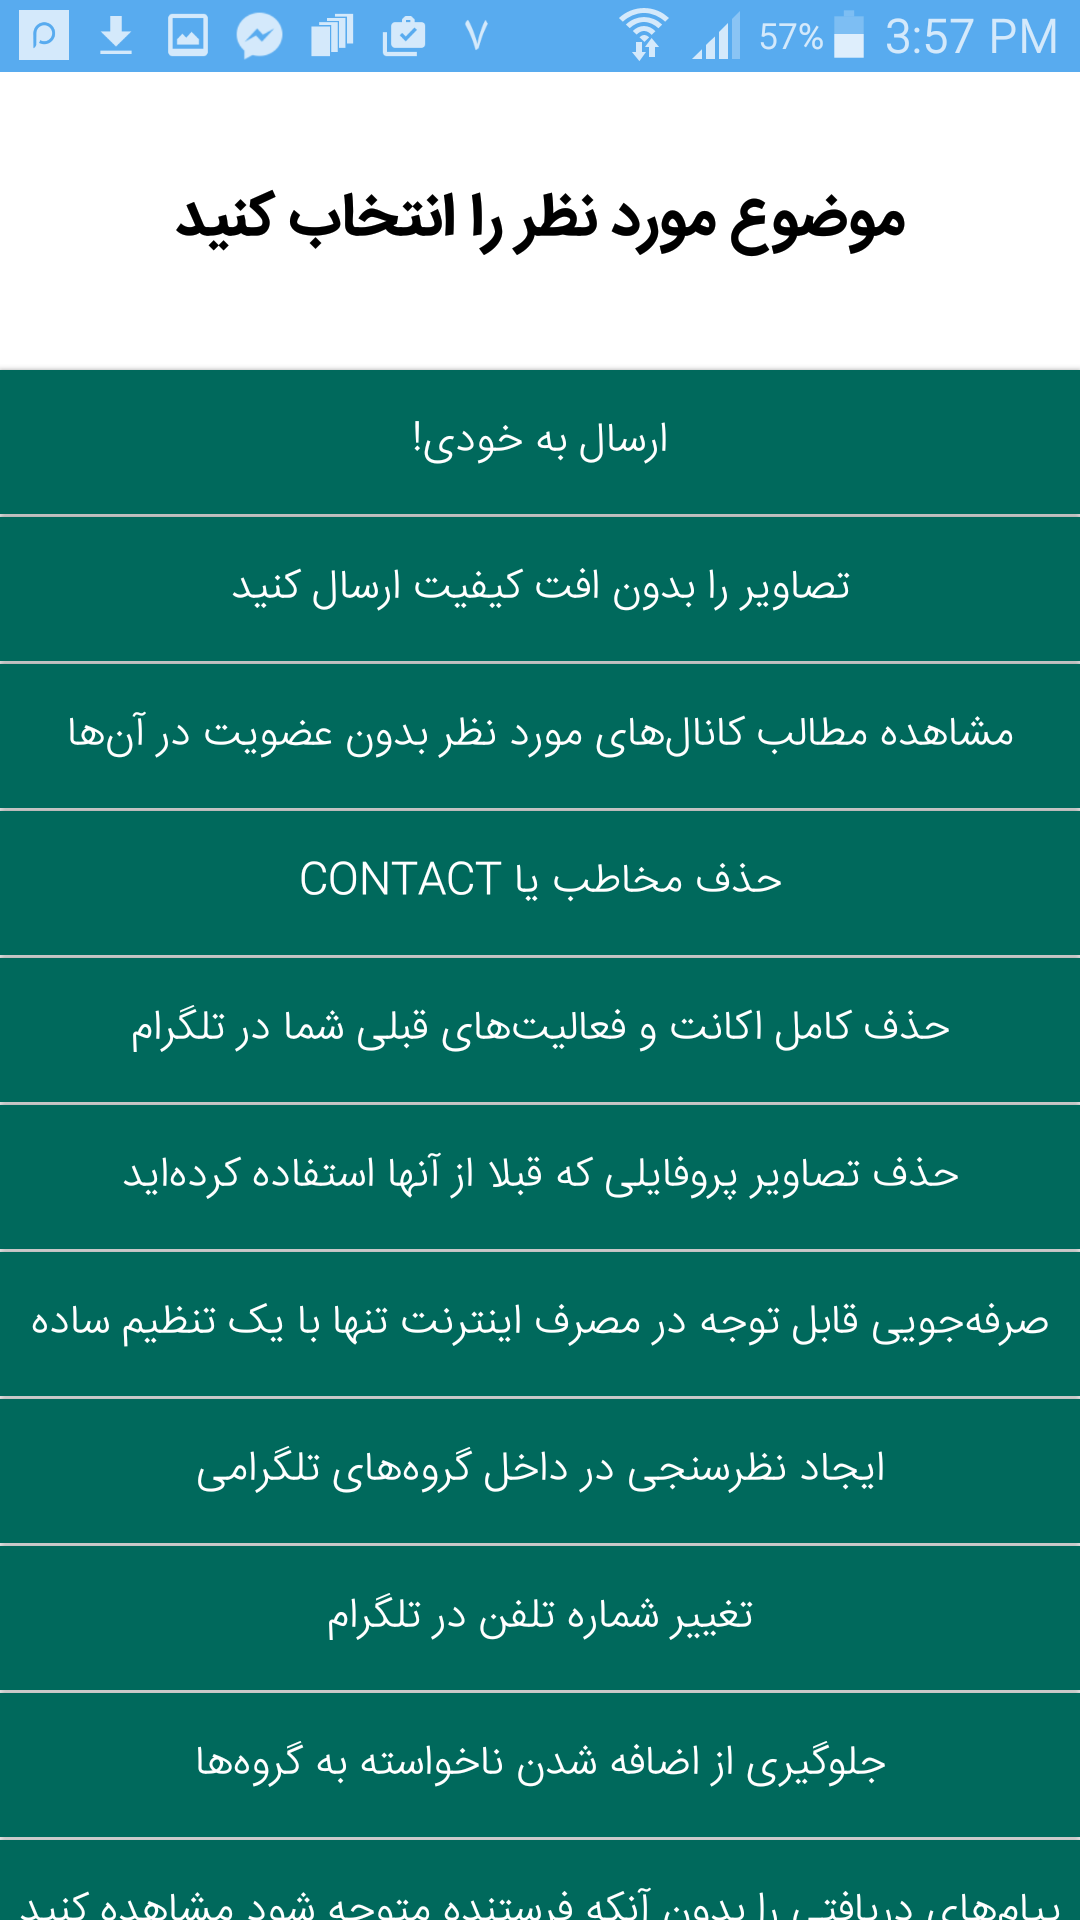 ۷ 57% 3:57 PM
موضوع مورد نظر را انتخاب کنید
ارسال به خودی!
تصاویر را بدون افت کیفیت ارسال کنید
مشاهده مطالب کانال‌های مورد نظر بدون عضویت در آن‌ها
حذف مخاطب یا CONTACT
حذف کامل اکانت و فعالیت‌های قبلی شما در تلگرام
حذف تصاویر پروفایلی که قبلا از آنها استفاده کرده‌اید
صرفه‌جویی قابل توجه در مصرف اینترنت تنها با یک تنظیم ساده
ایجاد نظرسنجی در داخل گروه‌های تلگرامی
تغییر شماره تلفن در تلگرام
جلوگیری از اضافه شدن ناخواسته به گروه‌ها
پیام‌های دریافتی را بدون آنکه فرستنده متوجه شود مشاهده کنید